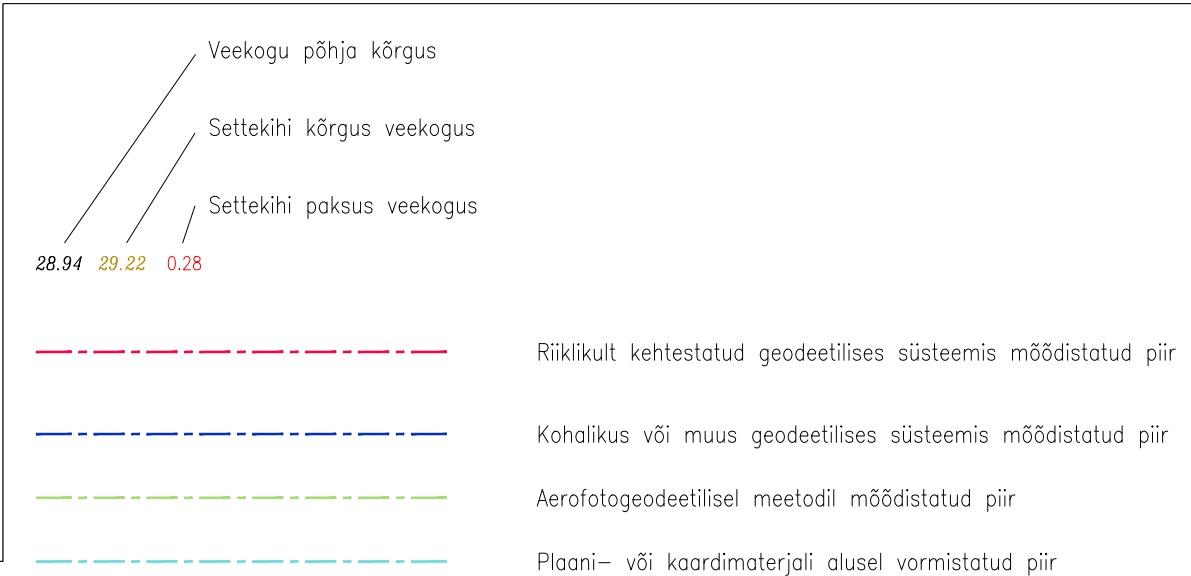 Veekogu põhja kõrgus
Settekihi kõrgus veekogus
Settekihi paksus veekogus
28.94 29.22 0.28
Riiklikult kehtestatud geodeetilises süsteemis mõõdistatud piir
Kohalikus või muus geodeetilises süsteemis mõõdistatud piir
Aerofotogeodeetilisel meetodil mõõdistatud piir
Plaani- või kaardimaterjali alusel vormistatud piir